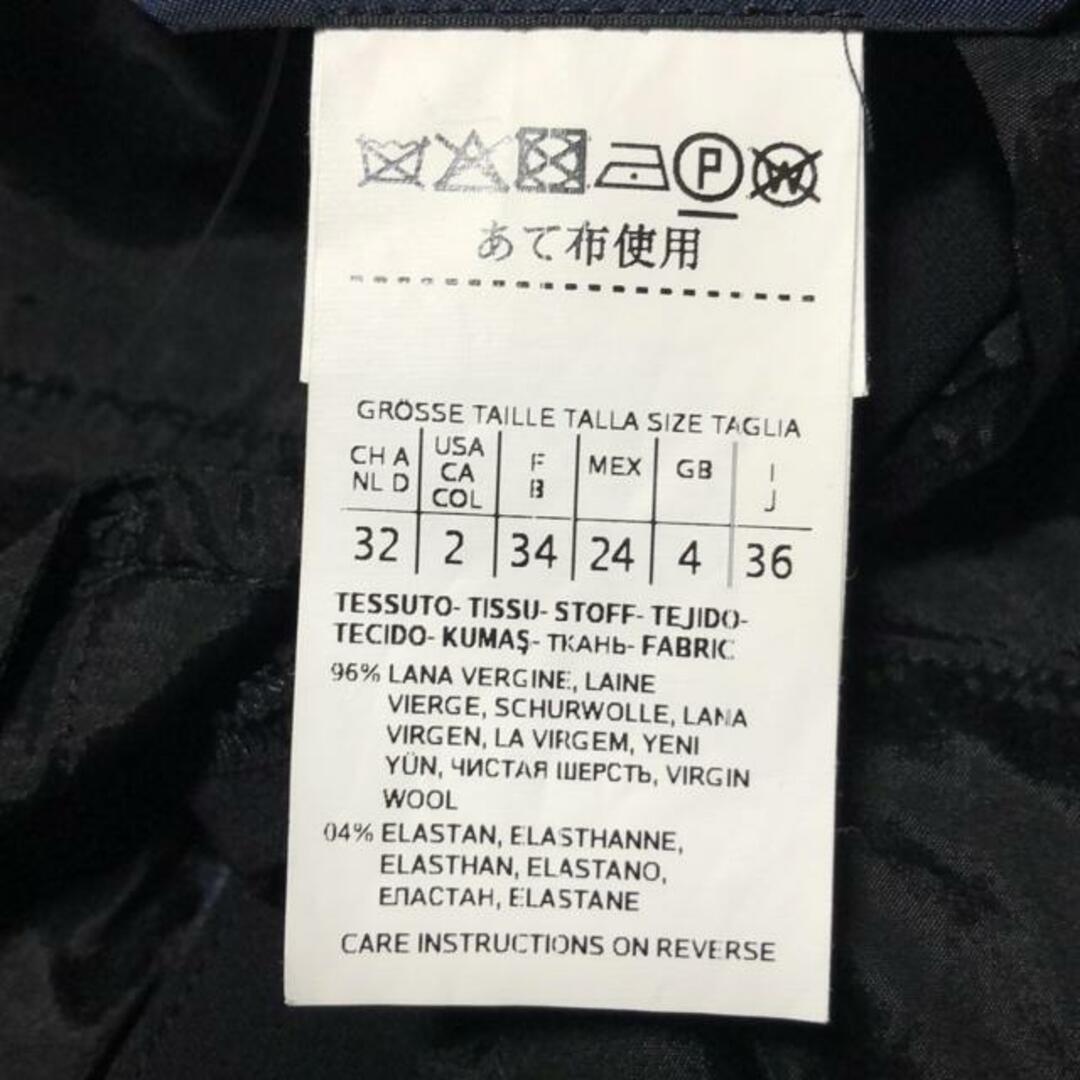 P W
あて布使用
GRÖSSE TAILLE TALLA SIZE TAGLIA
CH A NL D USA CA COL F B MEX GB I J
32 2 34 24 4 36
TESSUTO- TISSU- STOFF- TEJIDO-
TECIDO- KUMAŞ- ТКАНЬ- FABRIC
96% LANA VERGINE, LAINE
VIERGE, SCHURWOLLE, LANA
VIRGEN, LA VIRGEM, YENI
YÜN, ЧИСТАЯ ШЕРСТЬ, VIRGIN
WOOL
04% ELASTAN, ELASTHANNE,
ELASTHAN, ELASTANO,
ЕЛАСТАН, ELASTANE
CARE INSTRUCTIONS ON REVERSE